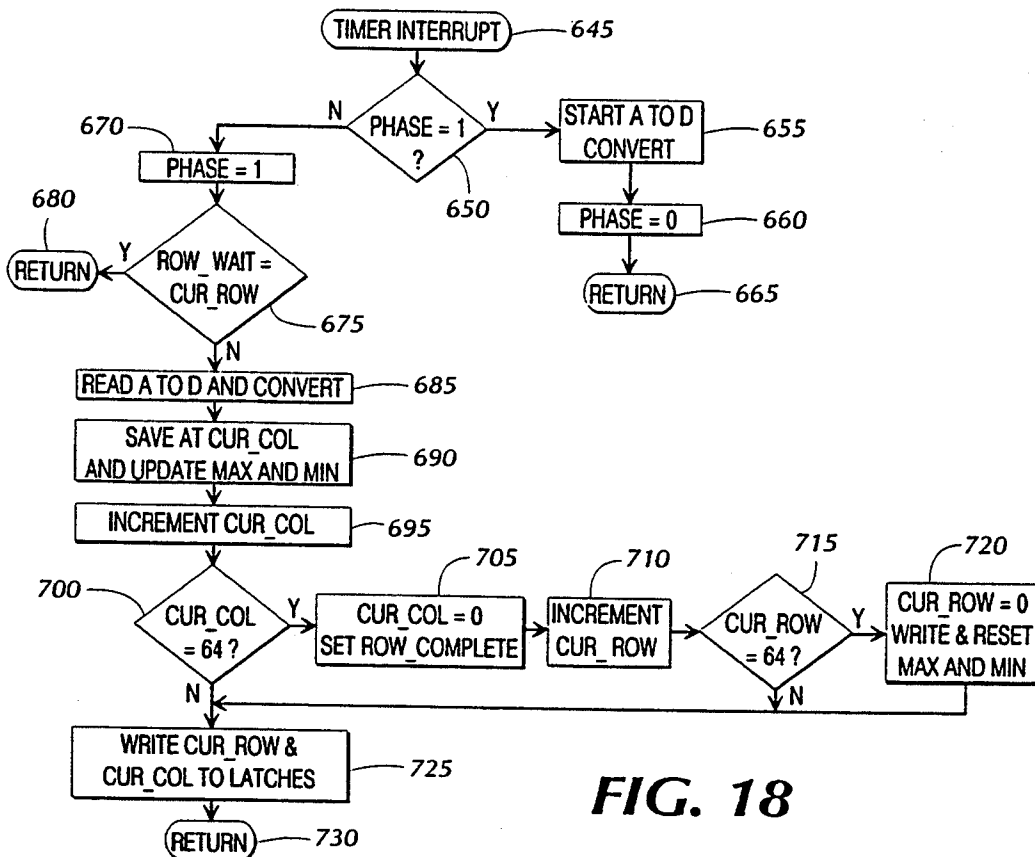 TIMER INTERRUPT
645
N
PHASE = 1
?
Y
650
START A TO D
CONVERT
655
PHASE = 0
660
RETURN
665
670
PHASE = 1
680
RETURN
Y
ROW_WAIT =
CUR_ROW
675
N
READ A TO D AND CONVERT
685
SAVE AT CUR_COL
AND UPDATE MAX AND MIN
690
INCREMENT CUR_COL
695
700
CUR_COL
= 64 ?
Y
N
705
CUR_COL = 0
SET ROW_COMPLETE
710
INCREMENT
CUR_ROW
715
CUR_ROW
= 64 ?
Y
N
720
CUR_ROW = 0
WRITE & RESET
MAX AND MIN
WRITE CUR_ROW &
CUR_COL TO LATCHES
725
RETURN
730
FIG. 18